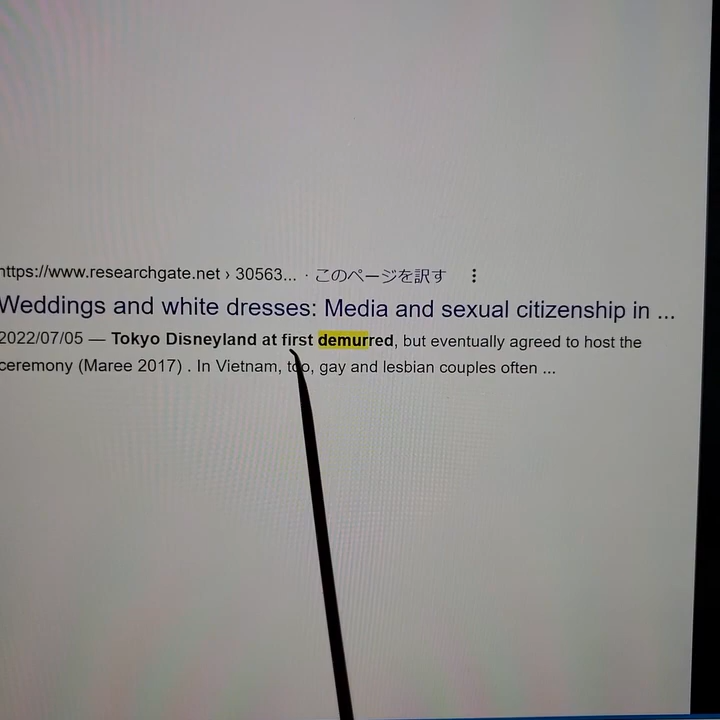 https://www.researchgate.net › 30563... · このページを訳す
Weddings and white dresses: Media and sexual citizenship in ...
2022/07/05 — Tokyo Disneyland at first demurred, but eventually agreed to host the
ceremony (Maree 2017) . In Vietnam, too, gay and lesbian couples often ...